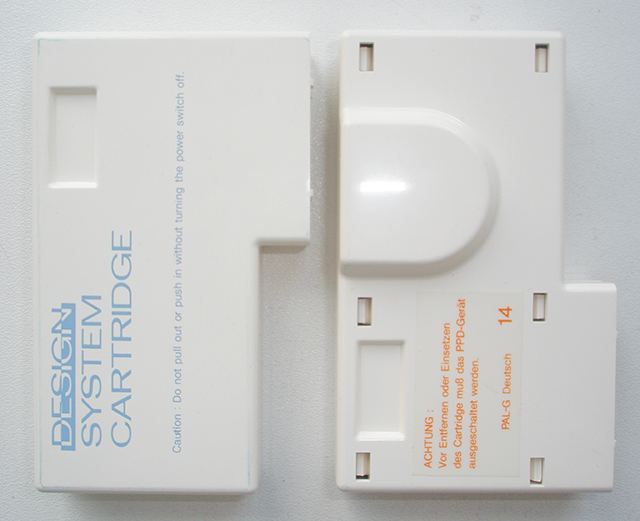 DESIGN
SYSTEM
CARTRIDGE
Caution : Do not pull out or push in without turning the power switch off.
ACHTUNG :
Vor Entfernen oder Einsetzen
des Cartridge muß das PPD-Gerät
ausgeschaltet werden.
PAL-G Deutsch 14